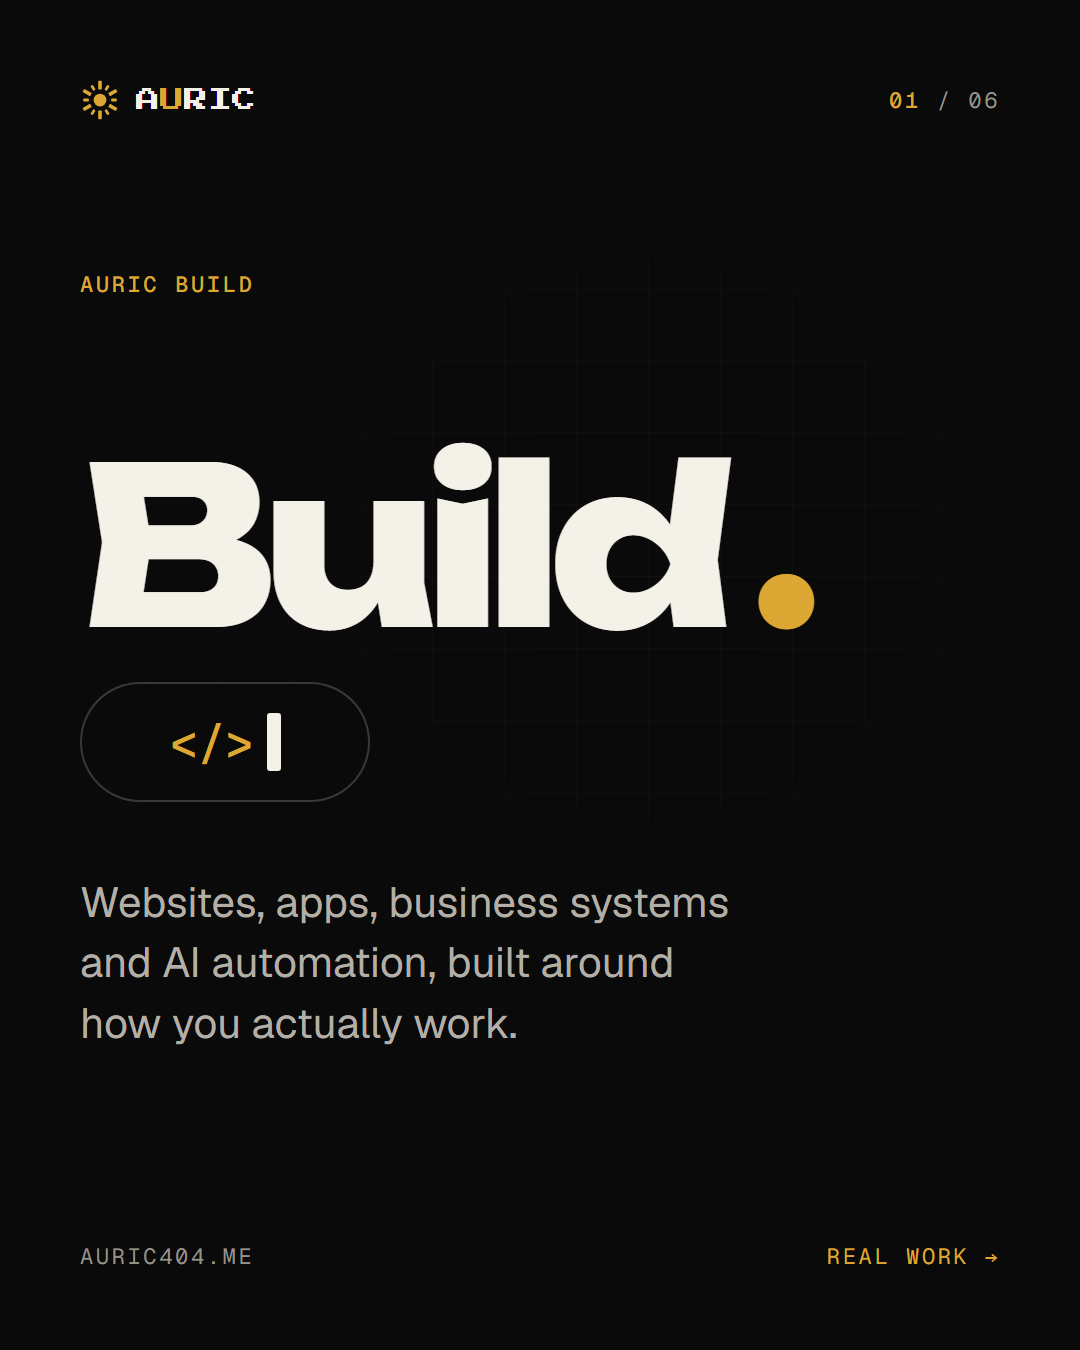 AURIC
01 / 06
AURIC BUILD
Build.
</>
Websites, apps, business systems
and AI automation, built around
how you actually work.
AURIC404.ME
REAL WORK →